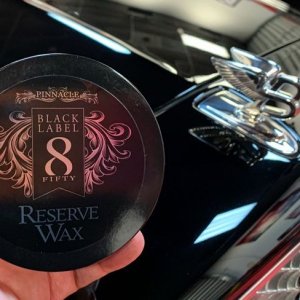 PINNACLE
BLACK
LABEL
8
FIFTY
RESERVE
WAX